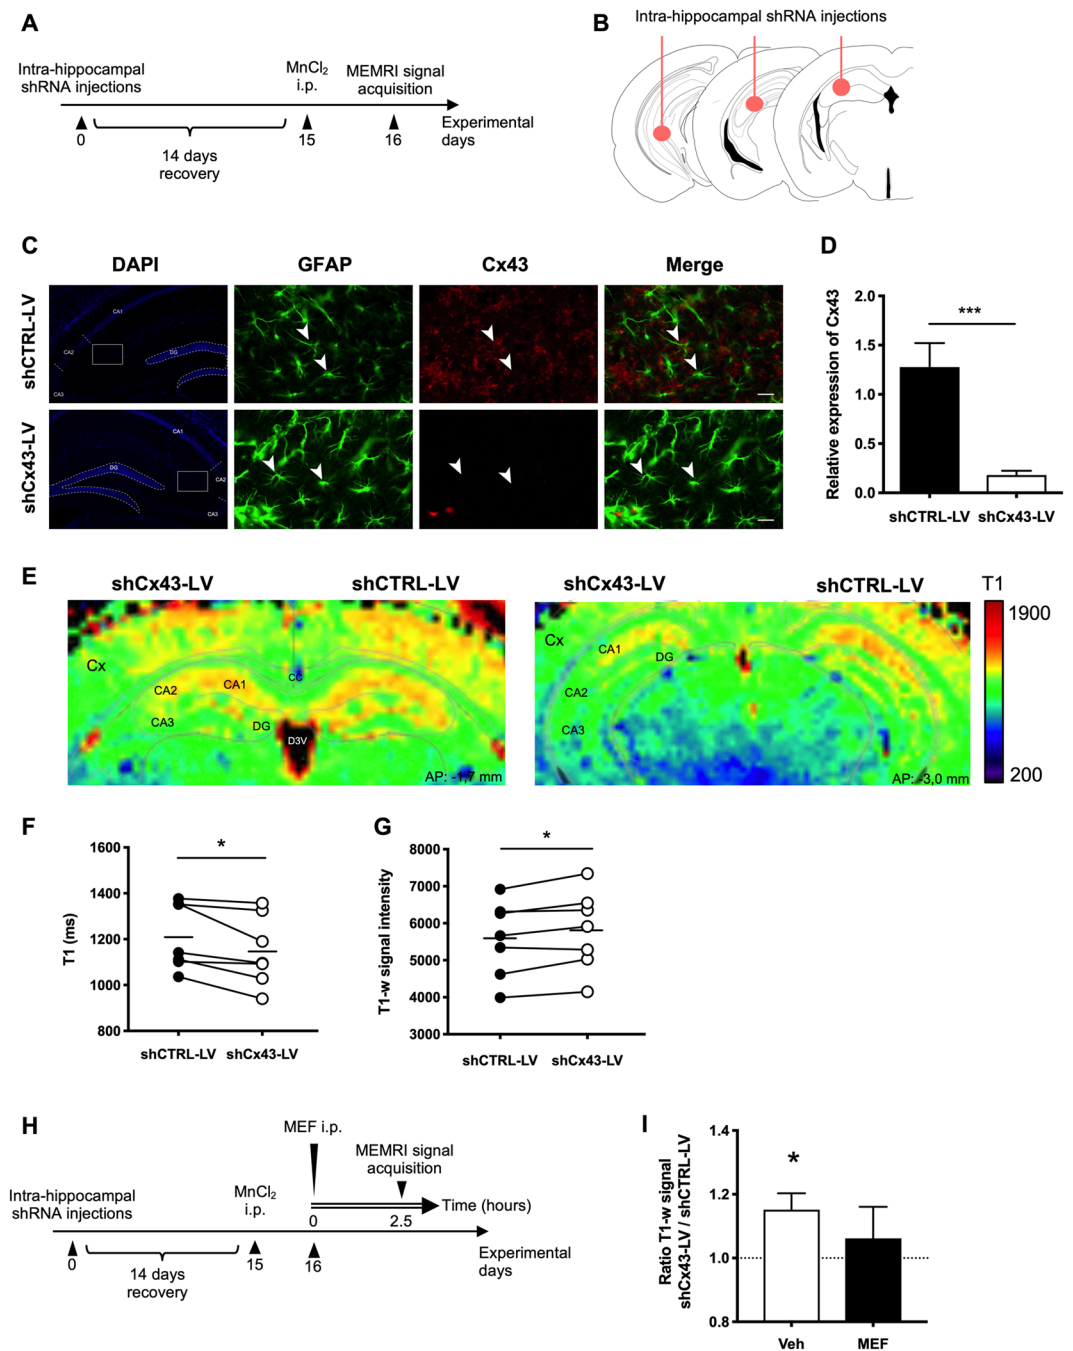 A
Intra-hippocampal
shRNA injections
MnCl2
i.p.
MEMRI signal
acquisition
Experimental
days
0
15
16
14 days
recovery
B
Intra-hippocampal shRNA injections
C
DAPI
GFAP
Cx43
Merge
shCTRL-LV
CA1
CA2
DG
CA3
shCx43-LV
CA1
DG
CA2
CA3
D
Relative expression of Cx43
2.0
1.5
1.0
0.5
0.0
***
shCTRL-LV
shCx43-LV
E
shCx43-LV
shCTRL-LV
Cx
CA2
CA1
CC
CA3
DG
D3V
AP: -1,7 mm
shCx43-LV
shCTRL-LV
Cx
CA1
DG
CA2
CA3
AP: -3,0 mm
T1
1900
200
F
T1 (ms)
1600
1400
1200
1000
800
*
shCTRL-LV
shCx43-LV
G
T1-w signal intensity
8000
7000
6000
5000
4000
3000
*
shCTRL-LV
shCx43-LV
H
MEF i.p.
MEMRI signal
acquisition
Intra-hippocampal
shRNA injections
MnCl2
i.p.
Time (hours)
0
2.5
Experimental
days
0
15
16
14 days
recovery
I
Ratio T1-w signal
shCx43-LV / shCTRL-LV
1.4
1.2
1.0
0.8
*
Veh
MEF